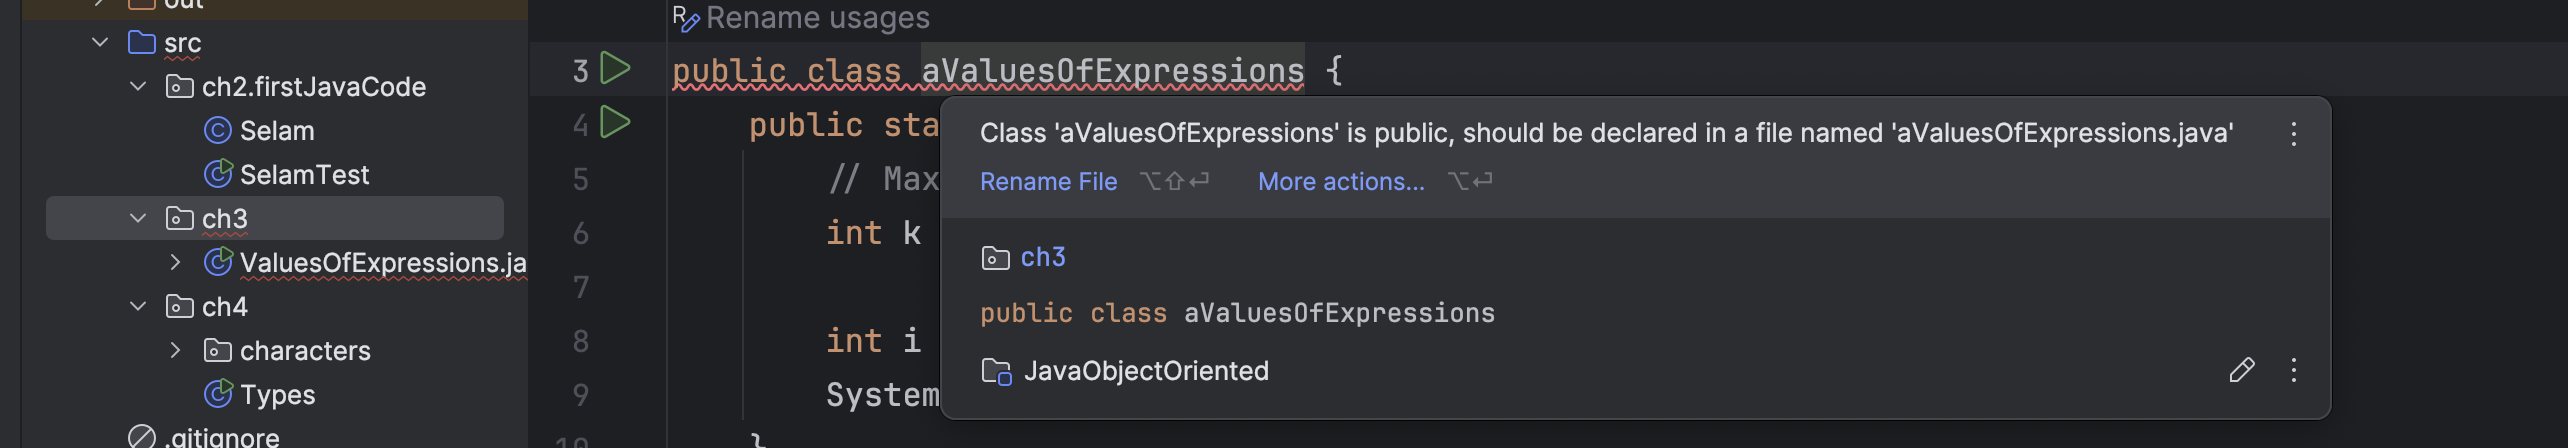 out
src
ch2.firstJavaCode
Selam
SelamTest
ch3
ValuesOfExpressions.ja
ch4
characters
Types
.gitignore
Rename usages
3 public class aValuesOfExpressions {
4 public sta
5 // Max
6 int k
7
8 int i
9 System
10 }
Class 'aValuesOfExpressions' is public, should be declared in a file named 'aValuesOfExpressions.java'
Rename File ⌥⇧⏎ More actions... ⌥⏎
ch3
public class aValuesOfExpressions
JavaObjectOriented